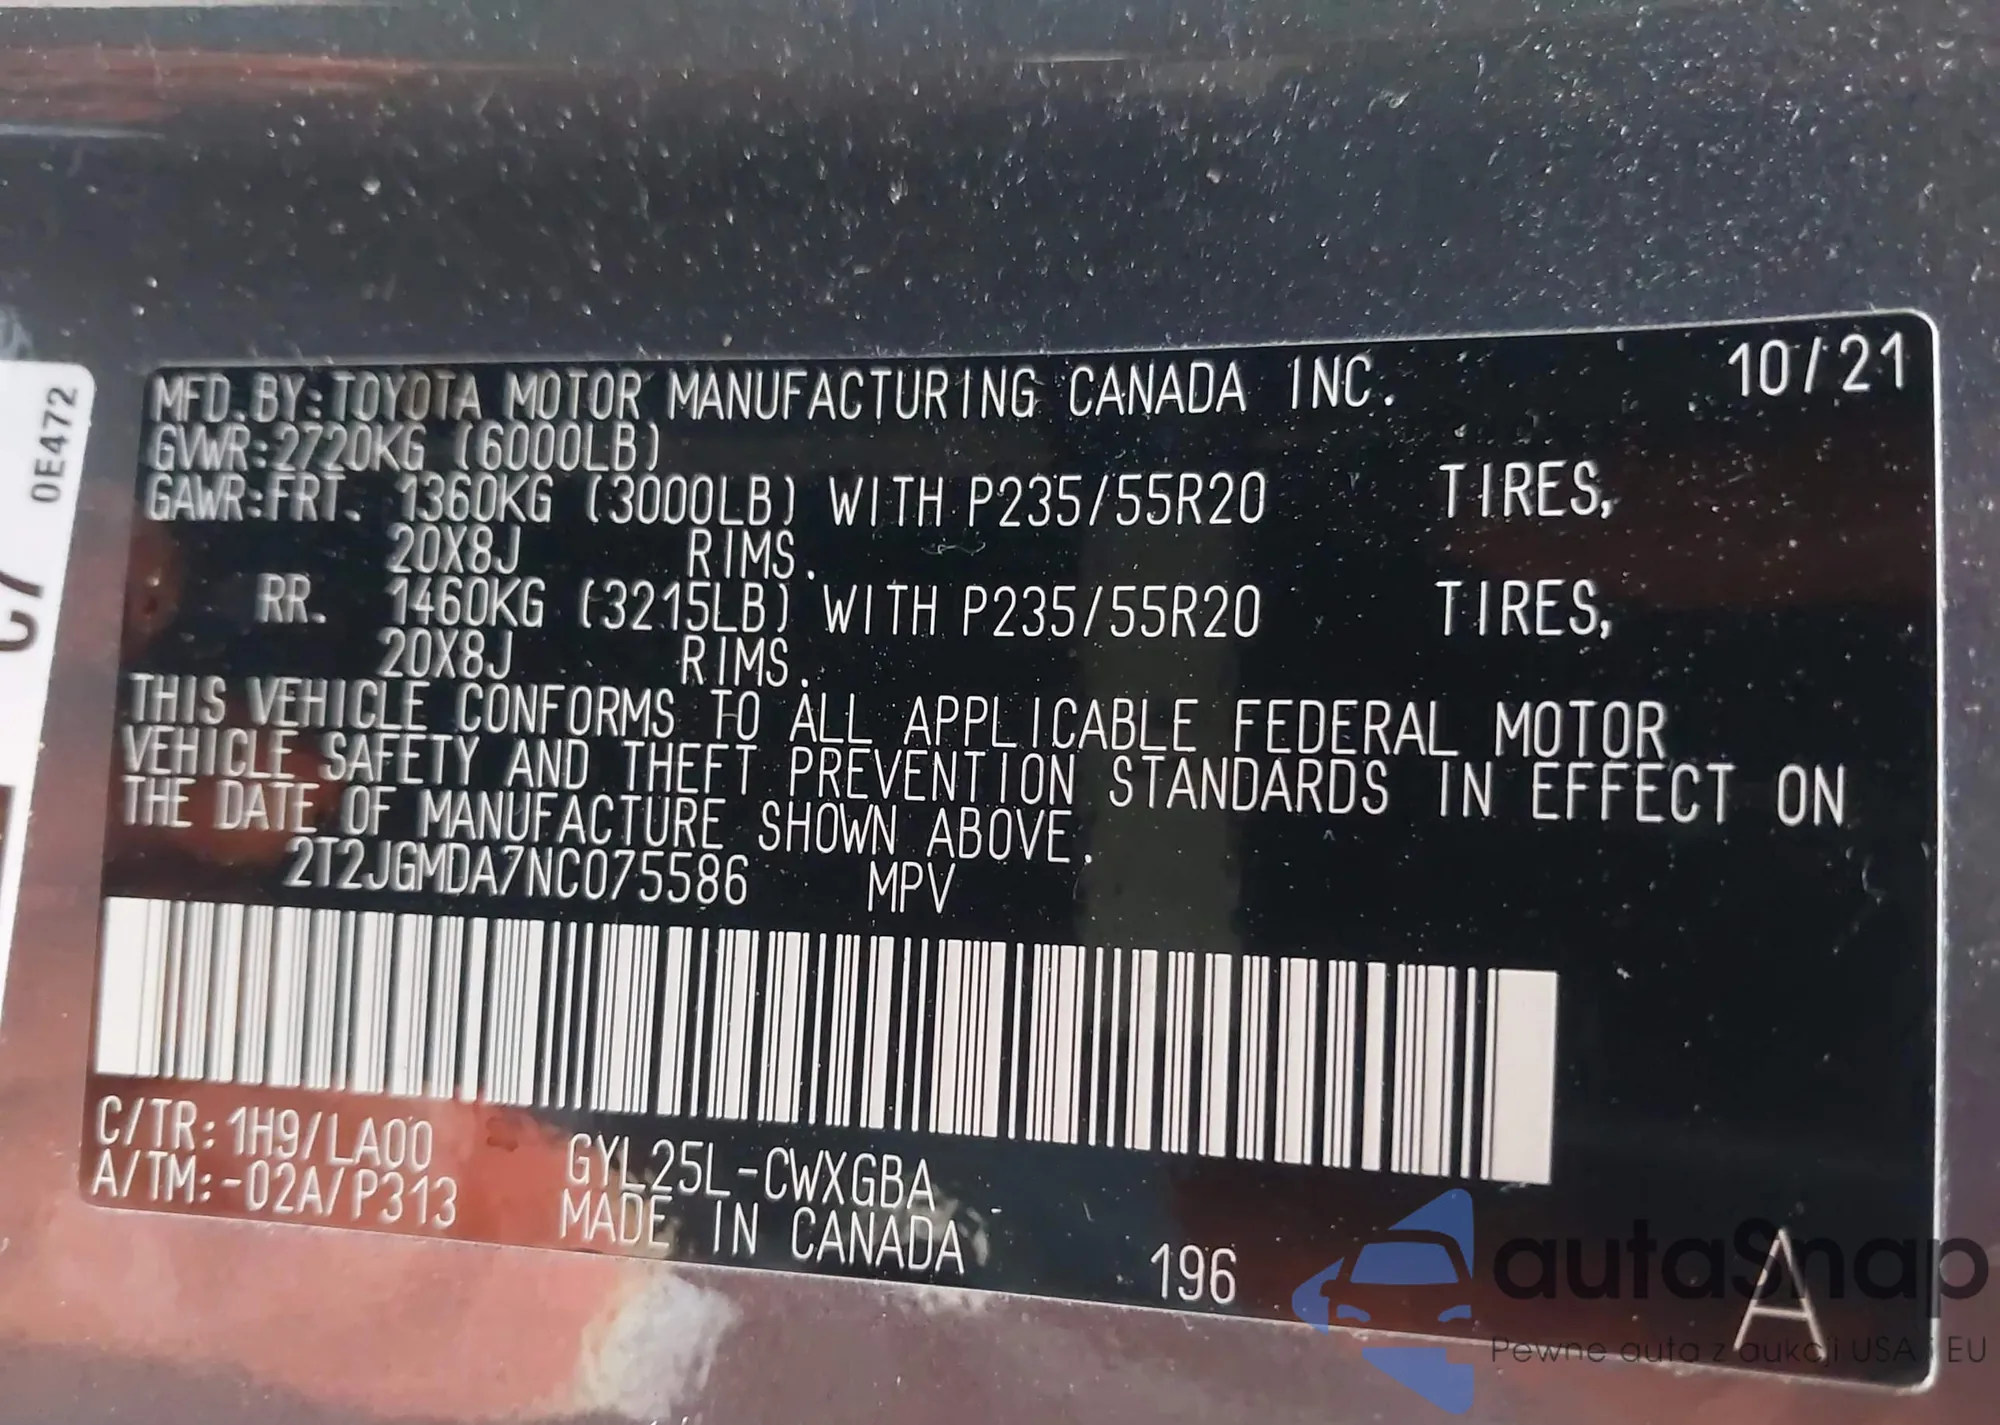 MFD. BY: TOYOTA MOTOR MANUFACTURING CANADA INC. 10/21
GVWR: 2720KG (6000LB)
GAWR: FRT. 1360KG (3000LB) WITH P235/55R20 TIRES,
20X8J RIMS.
RR. 1460KG (3215LB) WITH P235/55R20 TIRES,
20X8J RIMS.
THIS VEHICLE CONFORMS TO ALL APPLICABLE FEDERAL MOTOR
VEHICLE SAFETY AND THEFT PREVENTION STANDARDS IN EFFECT ON
THE DATE OF MANUFACTURE SHOWN ABOVE.
2T2JGMDA7NC075586 MPV
C/TR: 1H9/LA00 GYL25L-CWXGBA
A/TM: -02A/P313 MADE IN CANADA 196 A
0E472
C7
autaSnap
Pewne auta z aukcji USA i EU